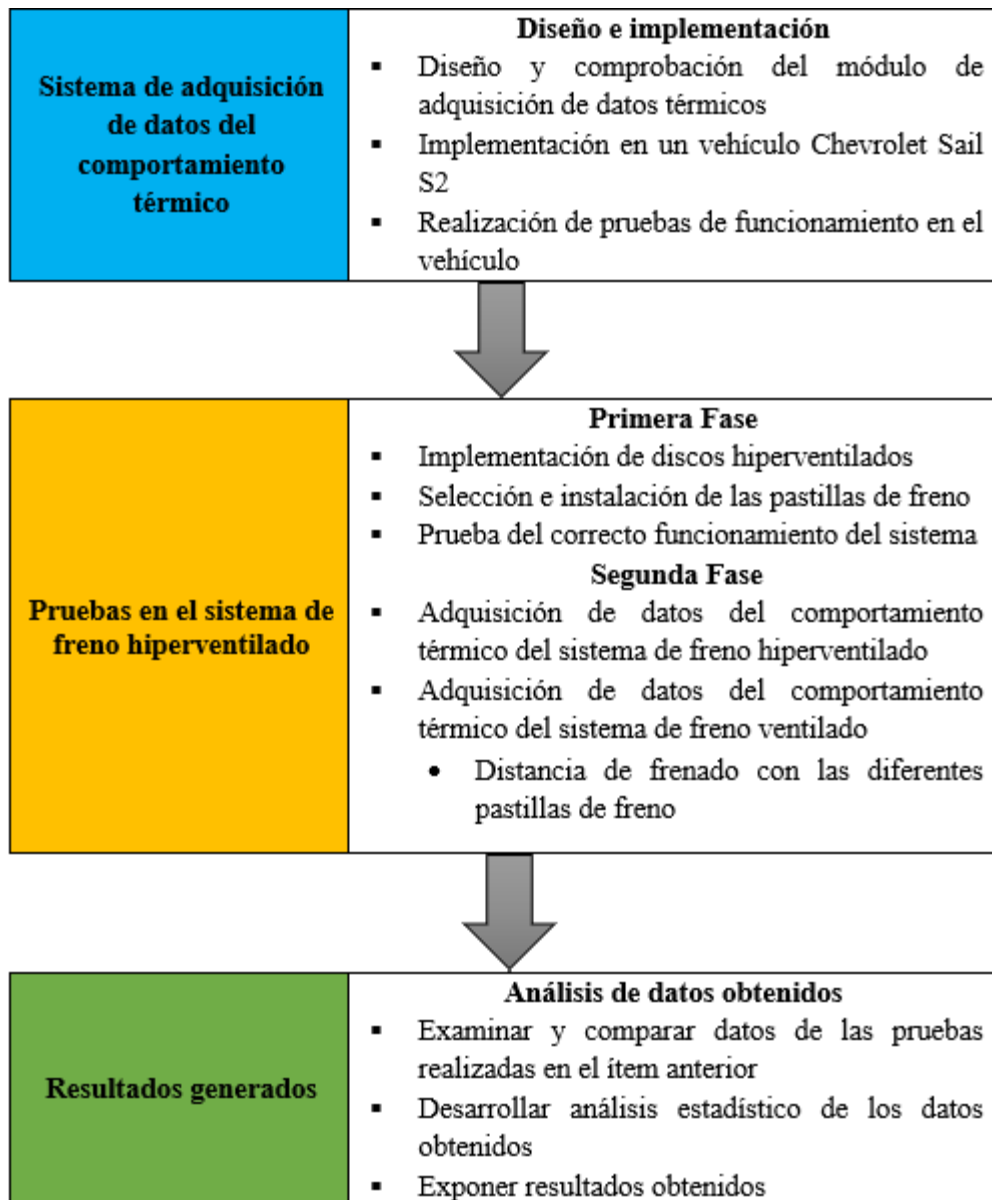 Sistema de adquisición
de datos del
comportamiento
térmico
Diseño e implementación
▪ Diseño y comprobación del módulo de
adquisición de datos térmicos
▪ Implementación en un vehículo Chevrolet Sail
S2
▪ Realización de pruebas de funcionamiento en el
vehículo
Pruebas en el sistema de
freno hiperventilado
Primera Fase
▪ Implementación de discos hiperventilados
▪ Selección e instalación de las pastillas de freno
▪ Prueba del correcto funcionamiento del sistema
Segunda Fase
▪ Adquisición de datos del comportamiento
térmico del sistema de freno hiperventilado
▪ Adquisición de datos del comportamiento
térmico del sistema de freno ventilado
• Distancia de frenado con las diferentes
pastillas de freno
Resultados generados
Análisis de datos obtenidos
▪ Examinar y comparar datos de las pruebas
realizadas en el ítem anterior
▪ Desarrollar análisis estadístico de los datos
obtenidos
▪ Exponer resultados obtenidos